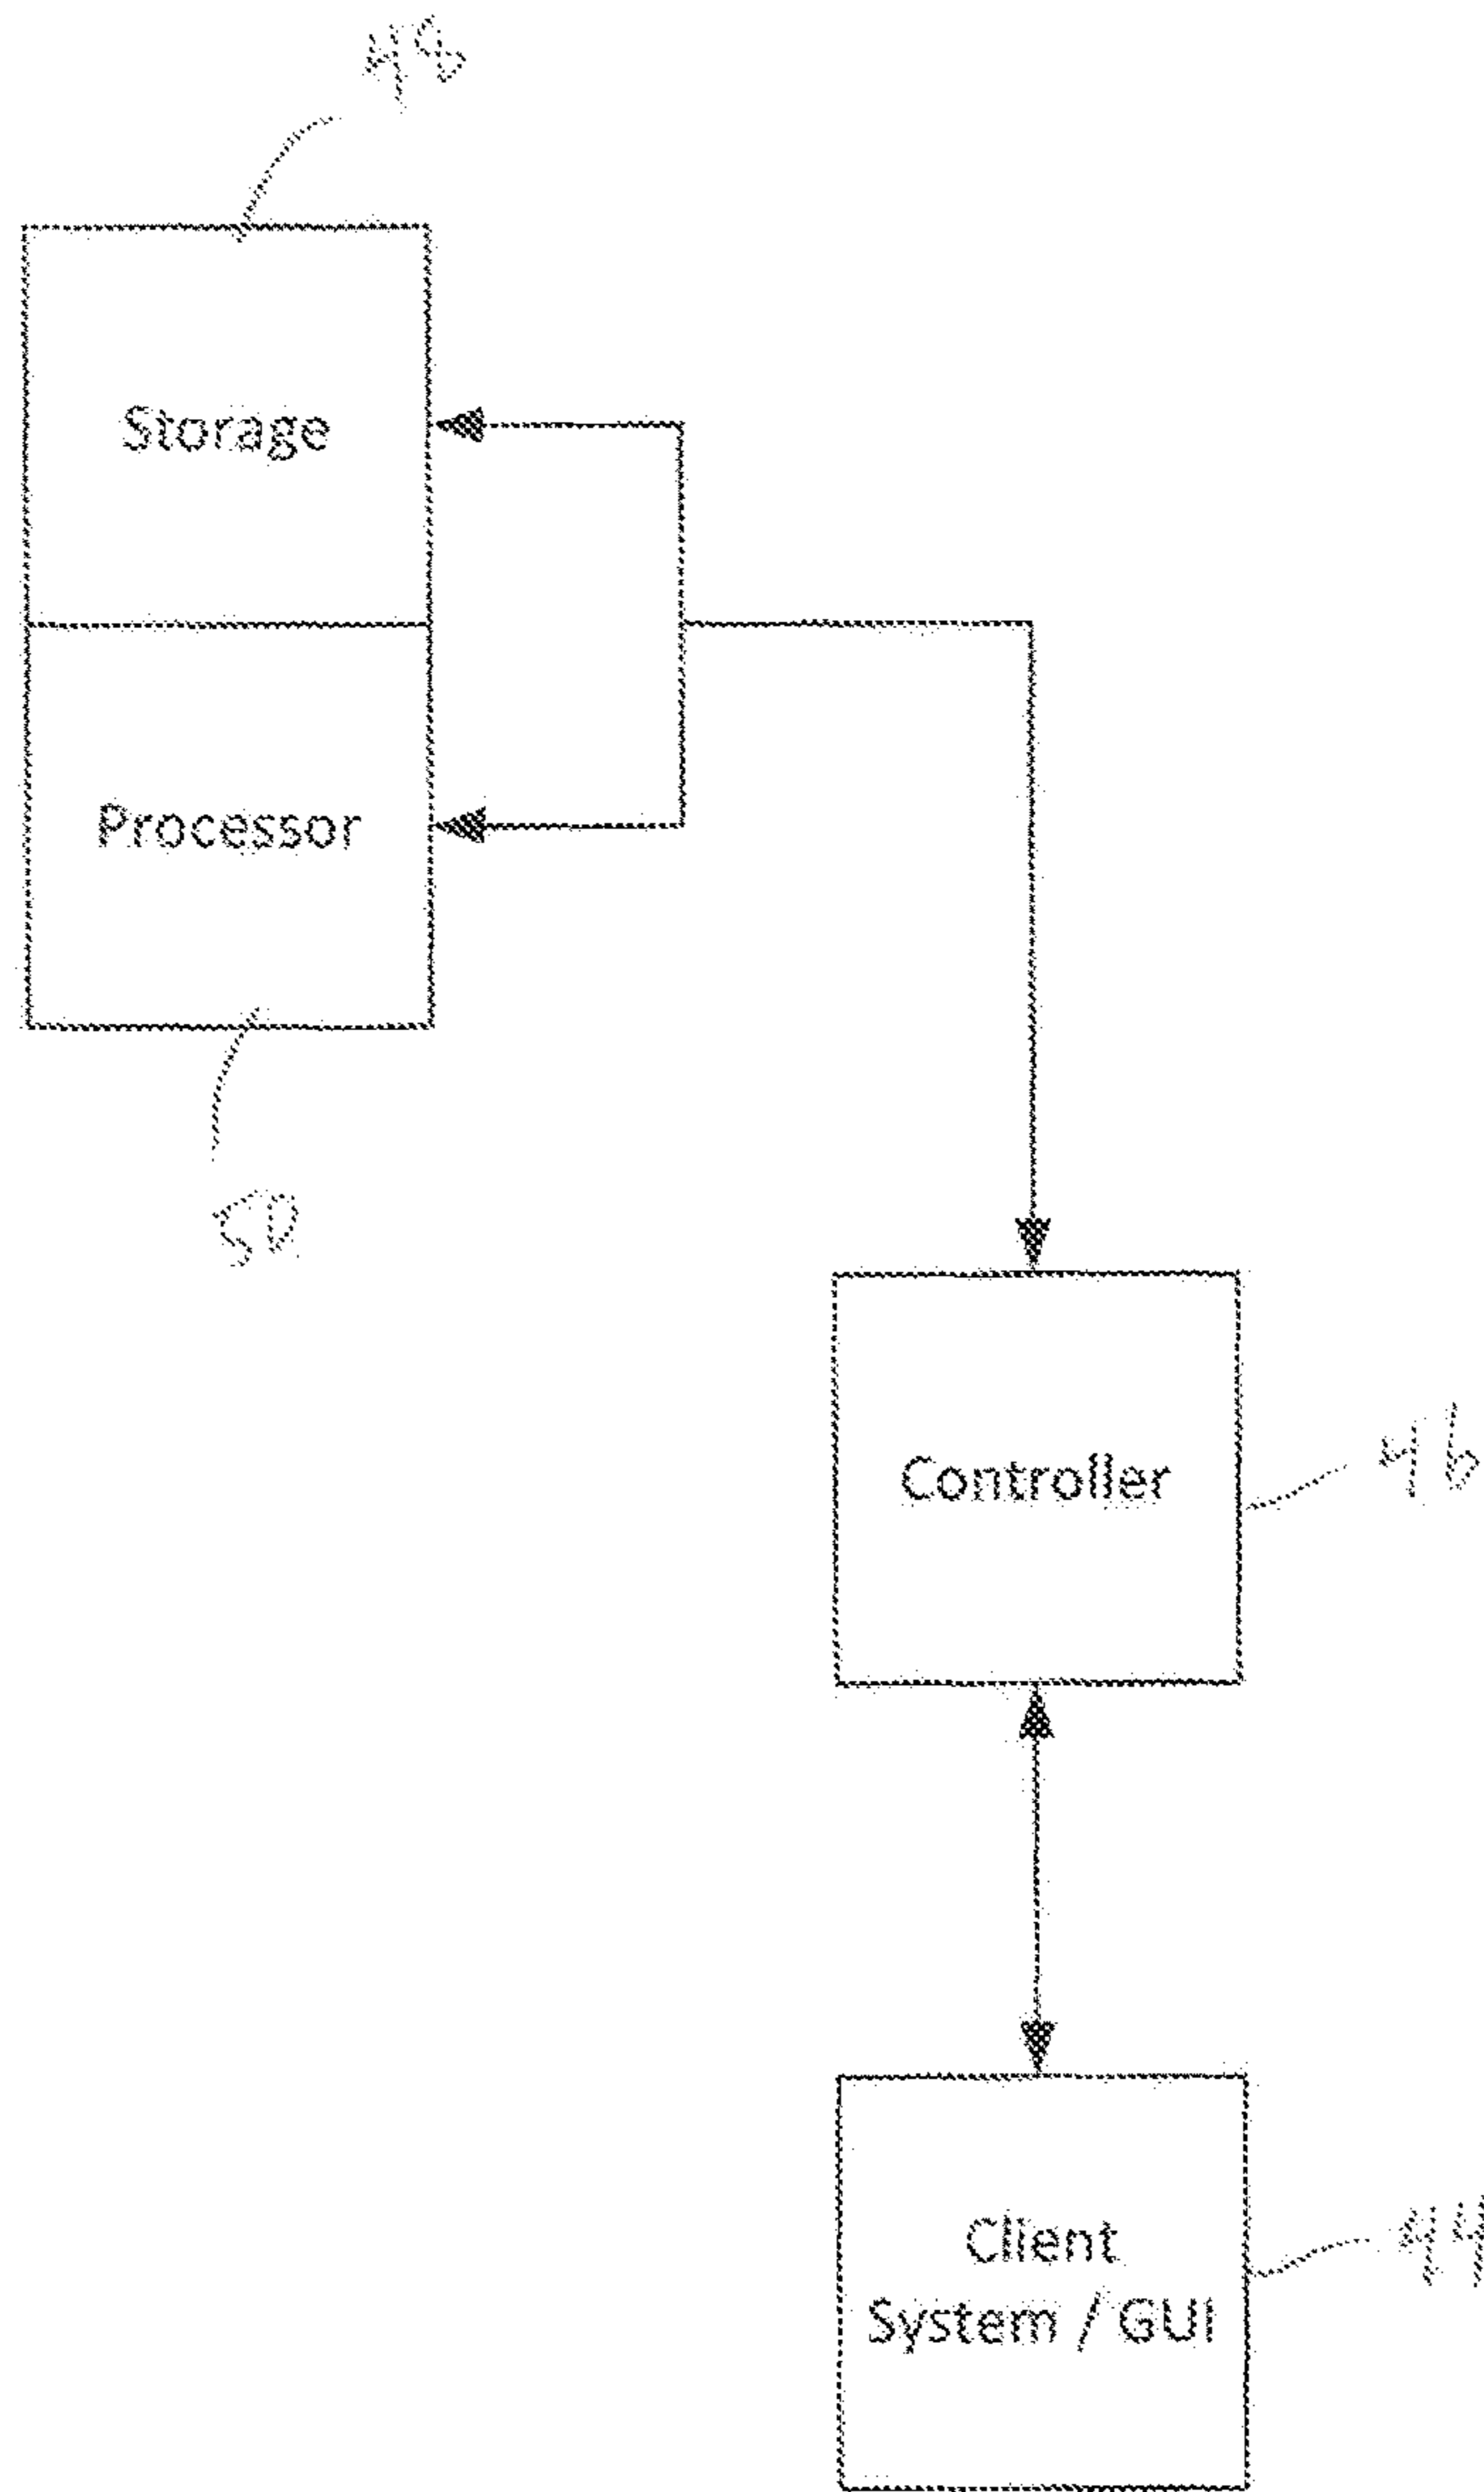 48
Storage
Processor
50
Controller
46
Client
System / GUI
44